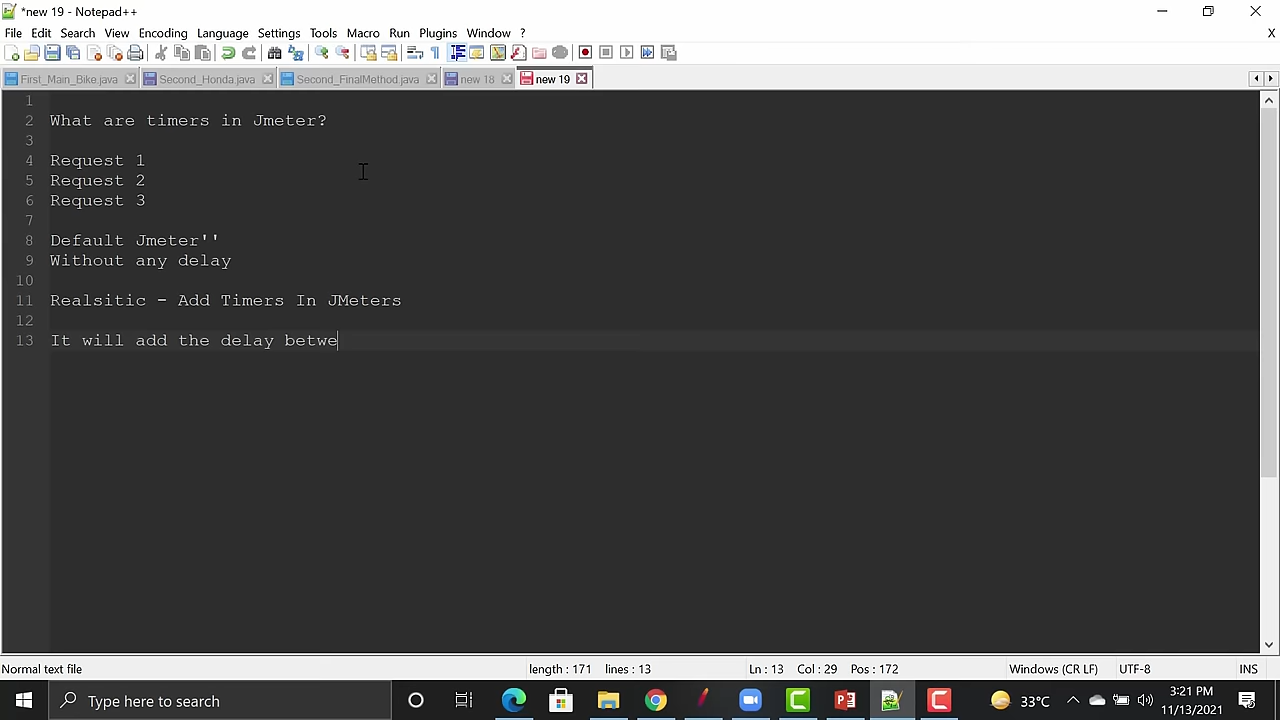 *new 19 - Notepad++
File Edit Search View Encoding Language Settings Tools Macro Run Plugins Window ? X
First_Main_Bike.java Second_Honda.java Second_FinalMethod.java new 18 new 19
1
2 What are timers in Jmeter?
3
4 Request 1
5 Request 2
6 Request 3
7
8 Default Jmeter''
9 Without any delay
10
11 Realsitic - Add Timers In JMeters
12
13 It will add the delay betwe
Normal text file length : 171 lines : 13 Ln : 13 Col : 29 Pos : 172 Windows (CR LF) UTF-8 INS
Type here to search 33°C 3:21 PM
11/13/2021